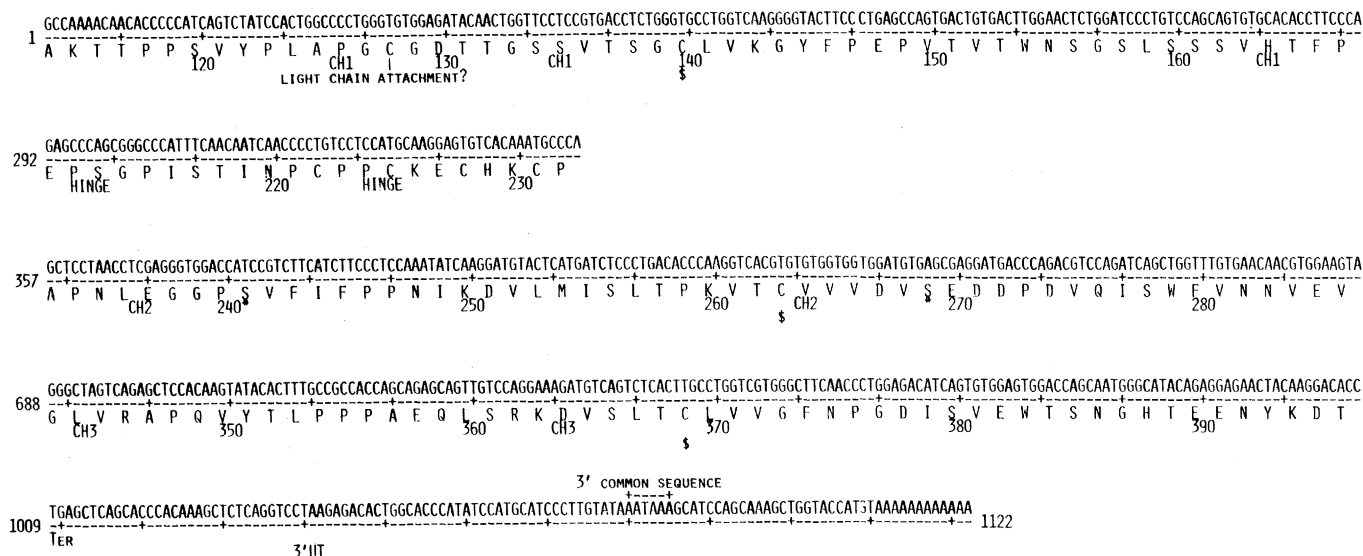 GCCAAAACAACACCCCCATCAGTCTATCCACTGGCCCCTGGGTGTGGAGATACAACTGGTTCCTCCGTGACCTCTGGGTGCCTGGTCAAGGGGTACTTCC CTGAGCCAGTGACTGTGACTTGGAACTCTGGATCCCTGTCCAGCAGTGTGCACACCTTCCCA
1
A K T T P P S V Y P L A P G C G D T T G S S V T S G C L V K G Y F P E P V T V T W N S G S L S S S V H T F P
120 CH1 130 CH1 140 150 160 CH1
LIGHT CHAIN ATTACHMENT? $
GAGCCCAGCGGGCCCATTTCAACAATCAACCCCTGTCCTCCATGCAAGGAGTGTCACAAATGCCCA
292
E P S G P I S T I N P C P P C K E C H K C P
HINGE 220 HINGE 230
GCTCCTAACCTCGAGGGTGGACCATCCGTCTTCATCTTCCCTCCAAATATCAAGGATGTACTCATGATCTCCCTGACACCCAAGGTCACGTGTGTGGTGGTGGATGTGAGCGAGGATGACCCAGACGTCCAGATCAGCTGGTTTGTGAACAACGTGGAAGTA
357
A P N L E G G P S V F I F P P N I K D V L M I S L T P K V T C V V V D V S E D D P D V Q I S W F V N N V E V
CH2 240 250 260 CH2 270 280
$
GGGCTAGTCAGAGCTCCACAAGTATACACTTTGCCGCCACCAGCAGAGCAGTTGTCCAGGAAAGATGTCAGTCTCACTTGCCTGGTCGTGGGCTTCAACCCTGGAGACATCAGTGTGGAGTGGACCAGCAATGGGCATACAGAGGAGAACTACAAGGACACC
688
G L V R A P Q V Y T L P P P A E Q L S R K D V S L T C L V V G F N P G D I S V E W T S N G H T E E N Y K D T
CH3 350 360 CH3 370 380 390
$
3' COMMON SEQUENCE
TGAGCTCAGCACCCACAAAGCTCTCAGGTCCTAAGAGACACTGGCACCCATATCCATGCATCCCTTGTATAAATAAAGCATCCAGCAAAGCTGGTACCATGTAAAAAAAAAAAA
1009 1122
TER
3'UT